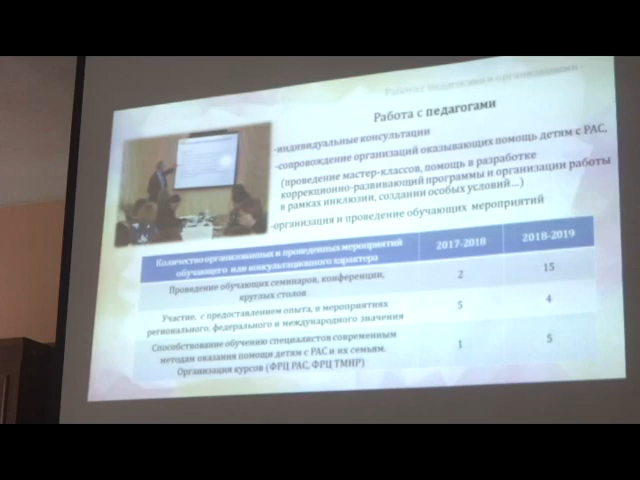 Работа с педагогами
-индивидуальные консультации
-сопровождение организаций оказывающих помощь детям с РАС,
(проведение мастер-классов, помощь в разработке
коррекционно-развивающий программы и организации работы
в рамках инклюзии, создании особых условий ...)
-организация и проведение обучающих мероприятий
Количество организованных и проведенных мероприятий
обучающего или консультационного характера
2017-2018
2018-2019
Проведение обучающих семинаров, конференции,
круглых столов
2
15
Участие, с предоставлением опыта, в мероприятиях
регионального, федерального и международного значения
5
4
Способствование обучению специалистов современным
методам оказания помощи детям с РАС и их семьям.
Организация курсов (ФРЦ РАС, ФРЦ ТМНР)
1
5